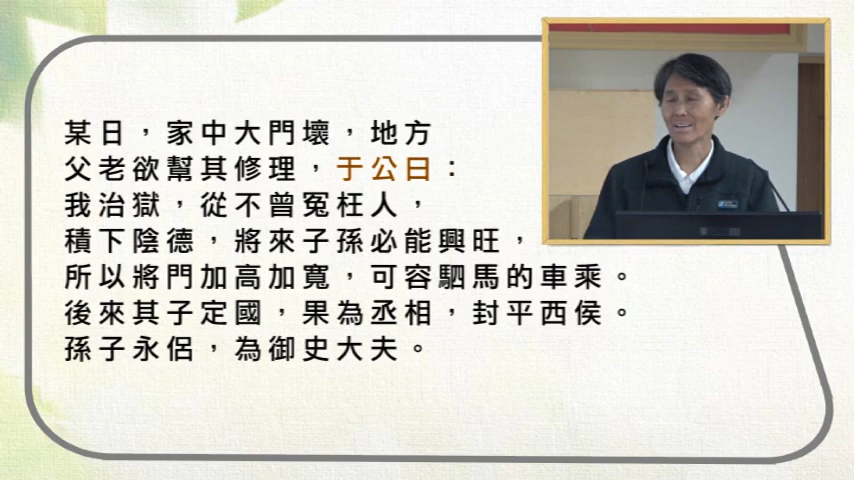 某日，家中大門壞，地方
父老欲幫其修理，于公曰：
我治獄，從不曾冤枉人，
積下陰德，將來子孫必能興旺，
所以將門加高加寬，可容駟馬的車乘。
後來其子定國，果為丞相，封平西侯。
孫子永侶，為御史大夫。